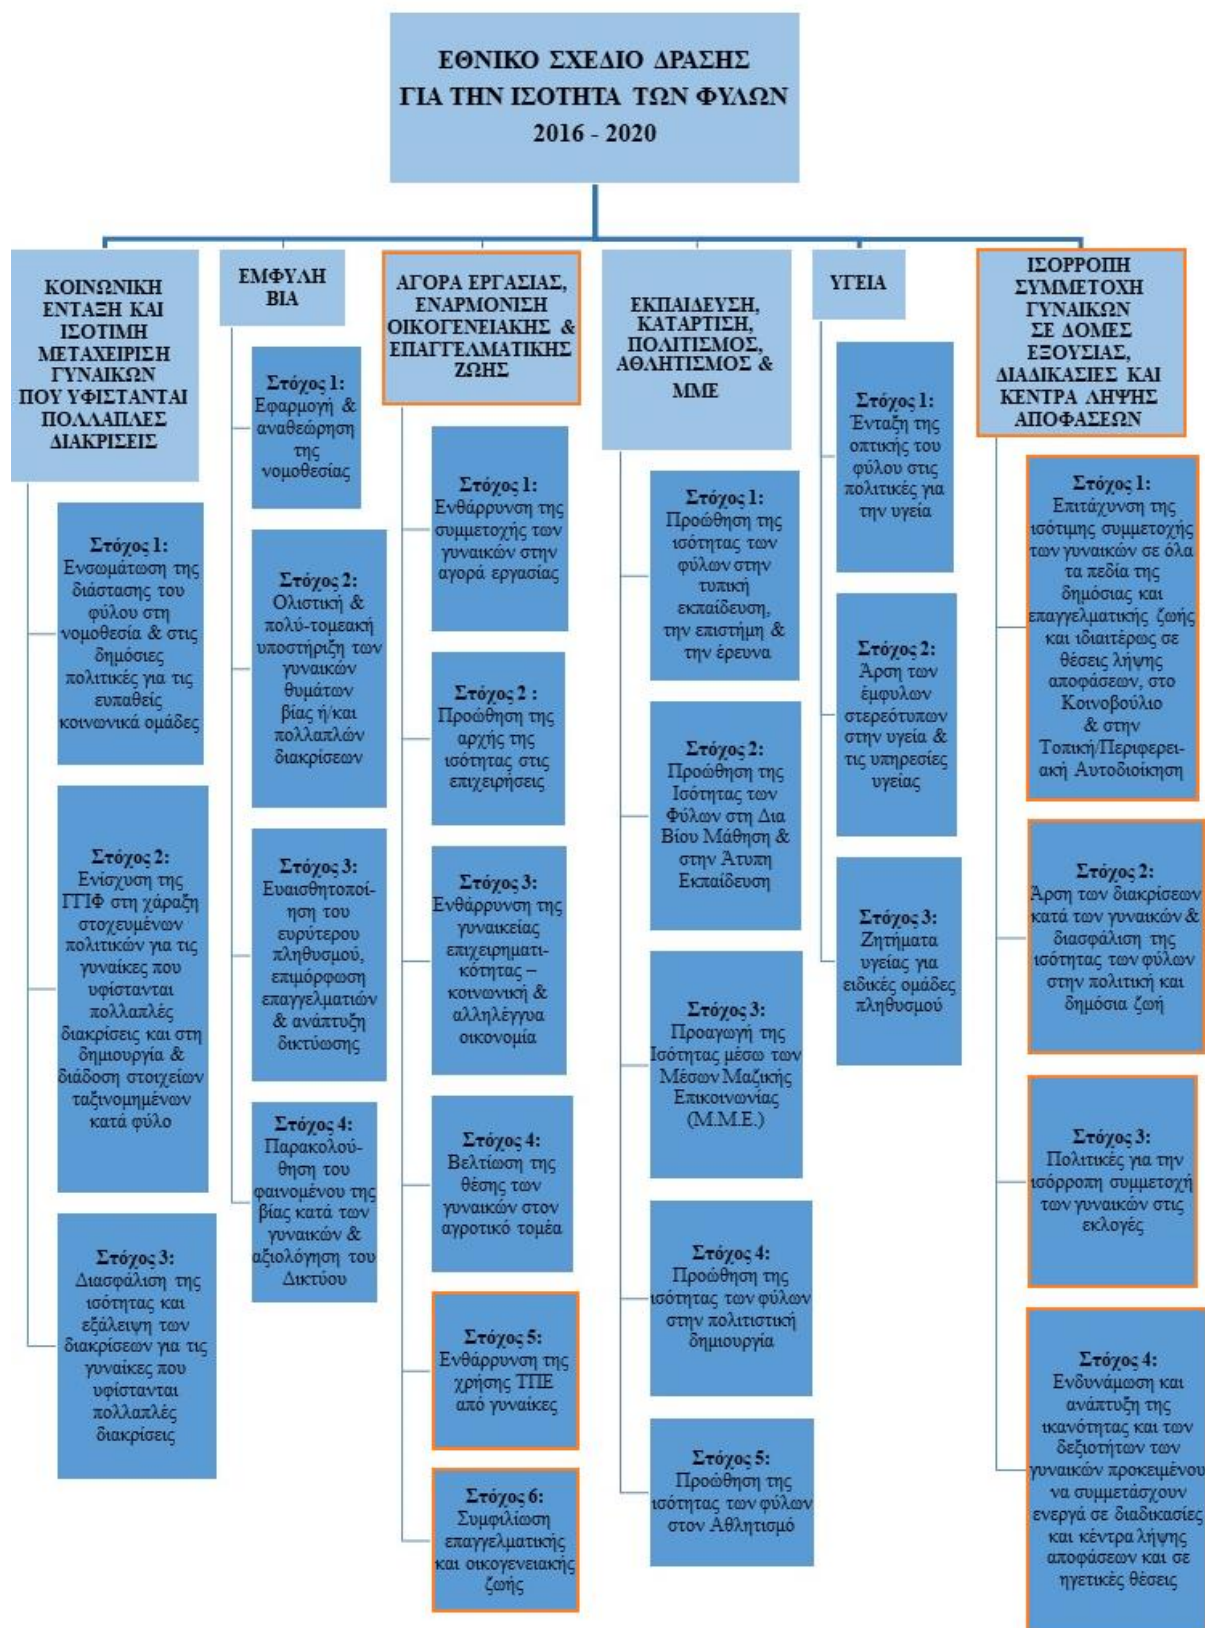 ΕΘΝΙΚΟ ΣΧΕΔΙΟ ΔΡΑΣΗΣ
ΓΙΑ ΤΗΝ ΙΣΟΤΗΤΑ ΤΩΝ ΦΥΛΩΝ
2016 - 2020
ΚΟΙΝΩΝΙΚΗ
ΕΝΤΑΞΗ ΚΑΙ
ΙΣΟΤΙΜΗ
ΜΕΤΑΧΕΙΡΙΣΗ
ΓΥΝΑΙΚΩΝ
ΠΟΥ ΥΦΙΣΤΑΝΤΑΙ
ΠΟΛΛΑΠΛΕΣ
ΔΙΑΚΡΙΣΕΙΣ
Στόχος 1:
Ενσωμάτωση της
διάστασης του
φύλου στη
νομοθεσία & στις
δημόσιες
πολιτικές για τις
ευπαθείς
κοινωνικά ομάδες
Στόχος 2:
Ενίσχυση της
ΓΓΙΦ στη χάραξη
στοχευμένων
πολιτικών για τις
γυναίκες που
υφίστανται
πολλαπλές
διακρίσεις και στη
δημιουργία &
διάδοση στοιχείων
ταξινομημένων
κατά φύλο
Στόχος 3:
Διασφάλιση της
ισότητας και
εξάλειψη των
διακρίσεων για τις
γυναίκες που
υφίστανται
πολλαπλές
διακρίσεις
ΕΜΦΥΛΗ
ΒΙΑ
Στόχος 1:
Εφαρμογή &
αναθεώρηση
της
νομοθεσίας
Στόχος 2:
Ολιστική &
πολύ-τομεακή
υποστήριξη των
γυναικών
θυμάτων
βίας ή/και
πολλαπλών
διακρίσεων
Στόχος 3:
Ευαισθητοποί-
ηση του
ευρύτερου
πληθυσμού,
επιμόρφωση
επαγγελματιών
& ανάπτυξη
δικτύωσης
Στόχος 4:
Παρακολού-
θηση του
φαινομένου της
βίας κατά των
γυναικών &
αξιολόγηση του
Δικτύου
ΑΓΟΡΑ ΕΡΓΑΣΙΑΣ,
ΕΝΑΡΜΟΝΙΣΗ
ΟΙΚΟΓΕΝΕΙΑΚΗΣ &
ΕΠΑΓΓΕΛΜΑΤΙΚΗΣ
ΖΩΗΣ
Στόχος 1:
Ενθάρρυνση της
συμμετοχής των
γυναικών στην
αγορά εργασίας
Στόχος 2 :
Προώθηση της
αρχής της
ισότητας στις
επιχειρήσεις
Στόχος 3:
Ενθάρρυνση της
γυναικείας
επιχειρηματι-
κότητας –
κοινωνική &
αλληλέγγυα
οικονομία
Στόχος 4:
Βελτίωση της
θέσης των
γυναικών στον
αγροτικό τομέα
Στόχος 5:
Ενθάρρυνση της
χρήσης ΤΠΕ
από γυναίκες
Στόχος 6:
Συμφιλίωση
επαγγελματικής
και οικογενειακής
ζωής
ΕΚΠΑΙΔΕΥΣΗ,
ΚΑΤΑΡΤΙΣΗ,
ΠΟΛΙΤΙΣΜΟΣ,
ΑΘΛΗΤΙΣΜΟΣ &
ΜΜΕ
Στόχος 1:
Προώθηση της
ισότητας των
φύλων στην
τυπική
εκπαίδευση,
την επιστήμη &
την έρευνα
Στόχος 2:
Προώθηση της
Ισότητας των
Φύλων στη Δια
Βίου Μάθηση &
στην Άτυπη
Εκπαίδευση
Στόχος 3:
Προαγωγή της
Ισότητας μέσω των
Μέσων Μαζικής
Επικοινωνίας
(Μ.Μ.Ε.)
Στόχος 4:
Προώθηση της
ισότητας των φύλων
στην πολιτιστική
δημιουργία
Στόχος 5:
Προώθηση της
ισότητας των φύλων
στον Αθλητισμό
ΥΓΕΙΑ
Στόχος 1:
Ένταξη της
οπτικής του
φύλου στις
πολιτικές για
την υγεία
Στόχος 2:
Άρση των
έμφυλων
στερεότυπων
στην υγεία &
τις υπηρεσίες
υγείας
Στόχος 3:
Ζητήματα
υγείας για
ειδικές ομάδες
πληθυσμού
ΙΣΟΡΡΟΠΗ
ΣΥΜΜΕΤΟΧΗ
ΓΥΝΑΙΚΩΝ
ΣΕ ΔΟΜΕΣ
ΕΞΟΥΣΙΑΣ,
ΔΙΑΔΙΚΑΣΙΕΣ ΚΑΙ
ΚΕΝΤΡΑ ΛΗΨΗΣ
ΑΠΟΦΑΣΕΩΝ
Στόχος 1:
Επιτάχυνση της
ισότιμης συμμετοχής
των γυναικών σε όλα
τα πεδία της
δημόσιας και
επαγγελματικής ζωής
και ιδιαιτέρως σε
θέσεις λήψης
αποφάσεων, στο
Κοινοβούλιο
& στην
Τοπική/Περιφερει-
ακή Αυτοδιοίκηση
Στόχος 2:
Άρση των διακρίσεων
κατά των γυναικών &
διασφάλιση της
ισότητας των φύλων
στην πολιτική και
δημόσια ζωή
Στόχος 3:
Πολιτικές για την
ισόρροπη συμμετοχή
των γυναικών στις
εκλογές
Στόχος 4:
Ενδυνάμωση και
ανάπτυξη της
ικανότητας και των
δεξιοτήτων των
γυναικών προκειμένου
να συμμετάσχουν
ενεργά σε διαδικασίες
και κέντρα λήψης
αποφάσεων και σε
ηγετικές θέσεις